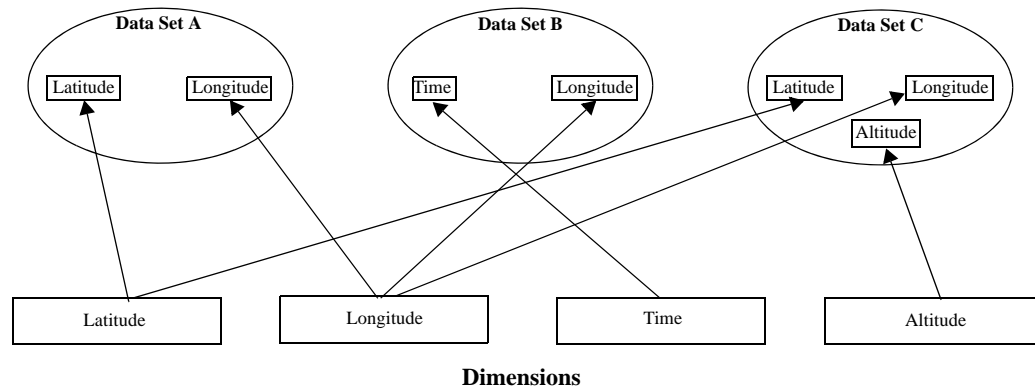 Data Set A
Data Set B
Data Set C
Latitude
Longitude
Time
Longitude
Latitude
Longitude
Altitude
Latitude
Longitude
Time
Altitude
Dimensions